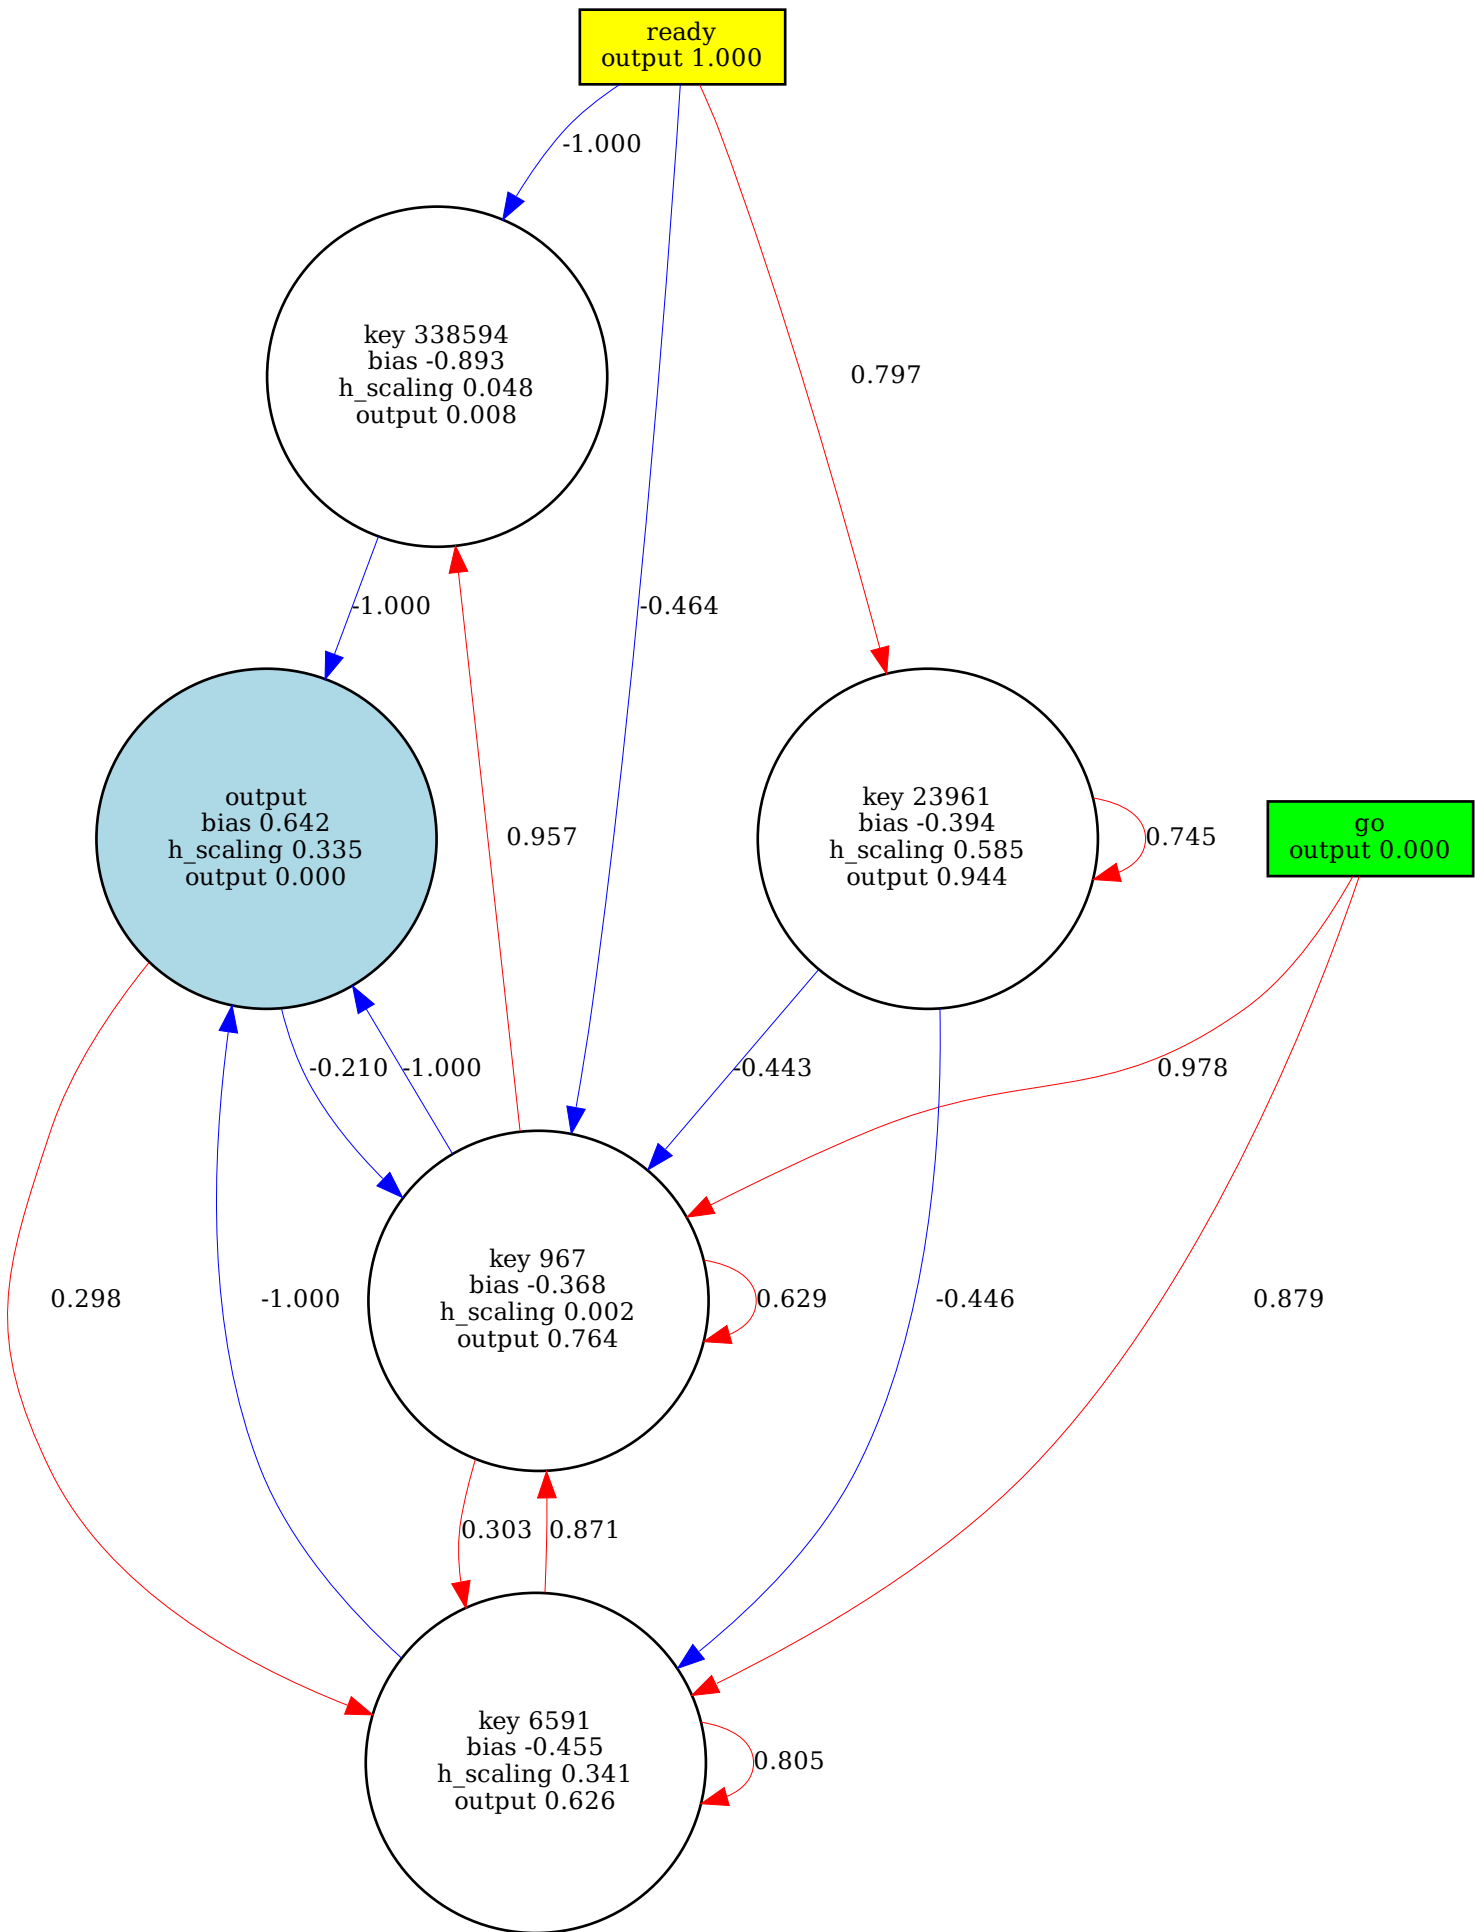 ready
output 1.000
-1.000
key 338594
bias -0.893
h_scaling 0.048
output 0.008
0.797
-1.000
-0.464
output
bias 0.642
h_scaling 0.335
output 0.000
0.957
key 23961
bias -0.394
h_scaling 0.585
output 0.944
0.745
go
output 0.000
-0.210
-1.000
-0.443
0.978
0.298
-1.000
key 967
bias -0.368
h_scaling 0.002
output 0.764
0.629
-0.446
0.879
0.303
0.871
key 6591
bias -0.455
h_scaling 0.341
output 0.626
0.805